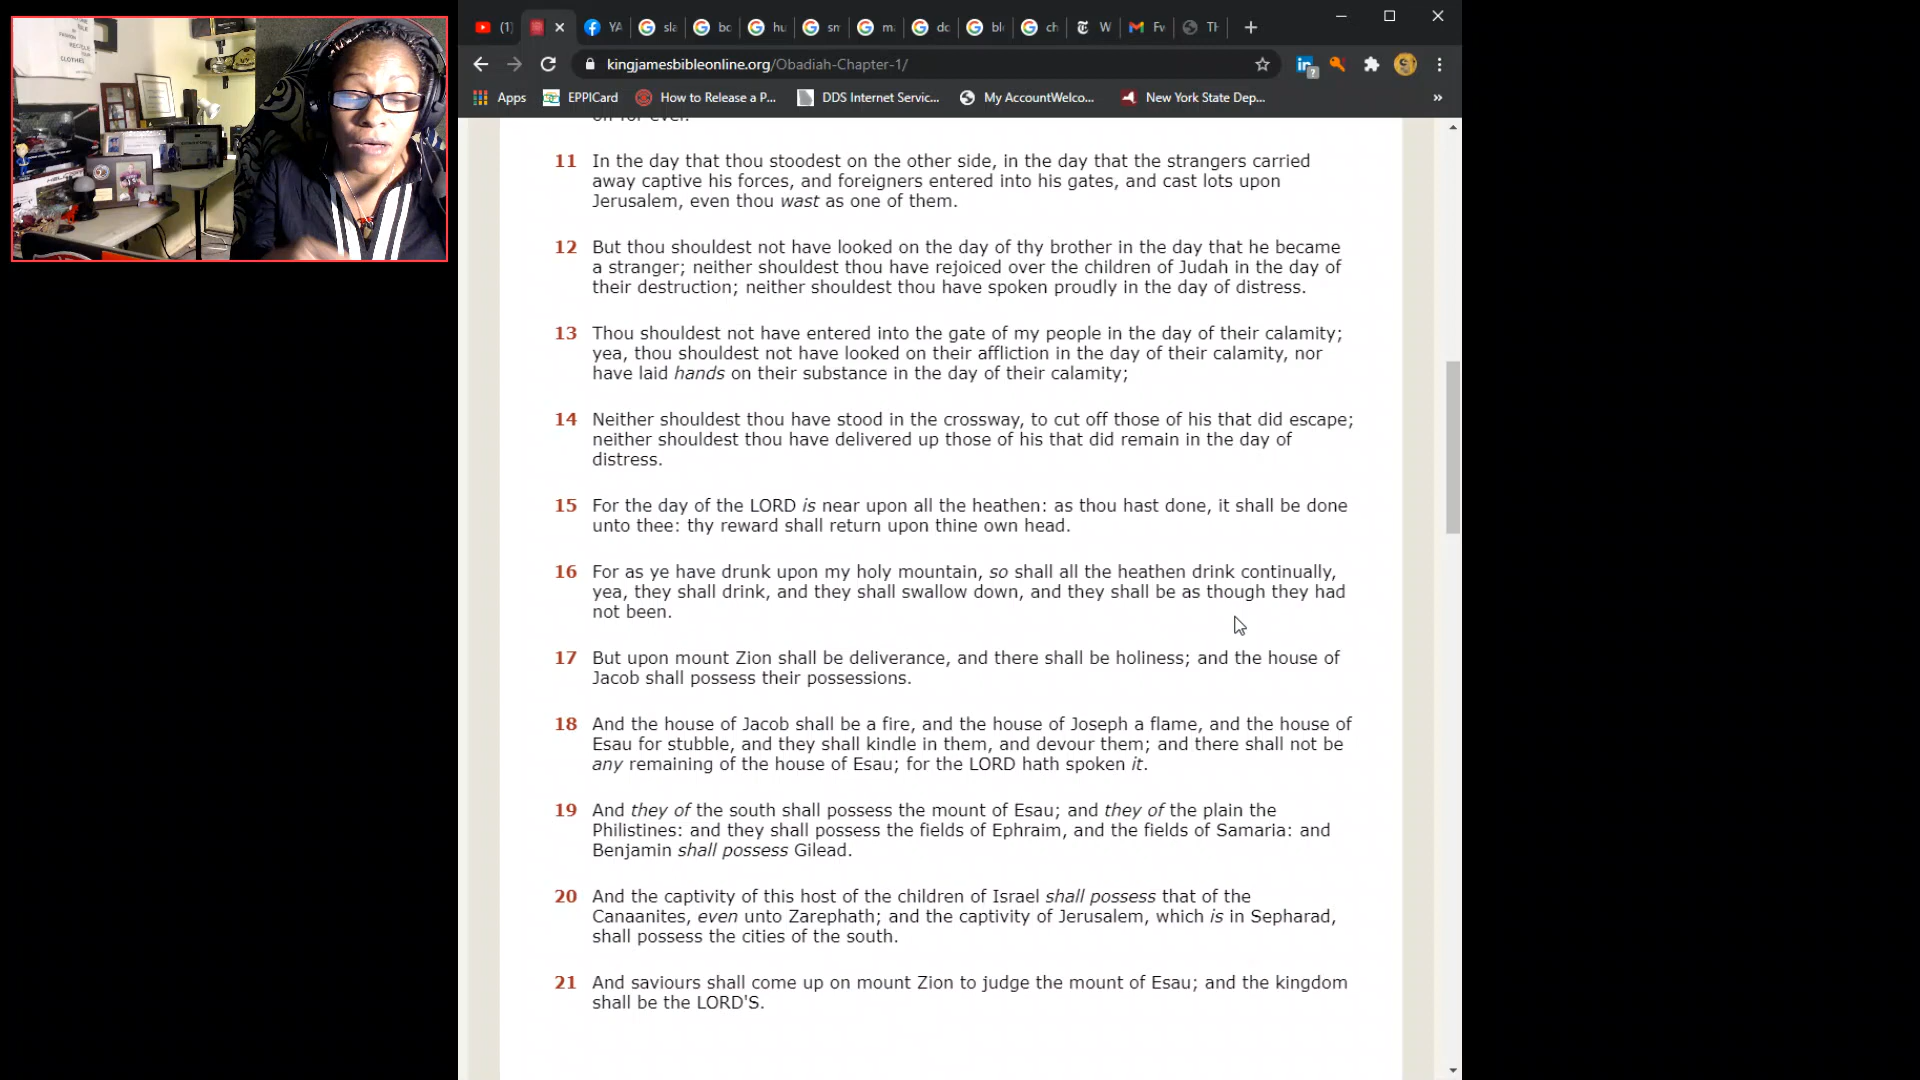 RECYCLE
CLOTHES
(1)
YA
sla
bc
hu
sn
m
dc
bl
ch
W
Fv
Th
kingjamesbibleonline.org/Obadiah-Chapter-1/
Apps
EPPICard
How to Release a P...
DDS Internet Servic...
My AccountWelco...
New York State Dep...
»
off for ever.
11 In the day that thou stoodest on the other side, in the day that the strangers carried
away captive his forces, and foreigners entered into his gates, and cast lots upon
Jerusalem, even thou wast as one of them.
12 But thou shouldest not have looked on the day of thy brother in the day that he became
a stranger; neither shouldest thou have rejoiced over the children of Judah in the day of
their destruction; neither shouldest thou have spoken proudly in the day of distress.
13 Thou shouldest not have entered into the gate of my people in the day of their calamity;
yea, thou shouldest not have looked on their affliction in the day of their calamity, nor
have laid hands on their substance in the day of their calamity;
14 Neither shouldest thou have stood in the crossway, to cut off those of his that did escape;
neither shouldest thou have delivered up those of his that did remain in the day of
distress.
15 For the day of the LORD is near upon all the heathen: as thou hast done, it shall be done
unto thee: thy reward shall return upon thine own head.
16 For as ye have drunk upon my holy mountain, so shall all the heathen drink continually,
yea, they shall drink, and they shall swallow down, and they shall be as though they had
not been.
17 But upon mount Zion shall be deliverance, and there shall be holiness; and the house of
Jacob shall possess their possessions.
18 And the house of Jacob shall be a fire, and the house of Joseph a flame, and the house of
Esau for stubble, and they shall kindle in them, and devour them; and there shall not be
any remaining of the house of Esau; for the LORD hath spoken it.
19 And they of the south shall possess the mount of Esau; and they of the plain the
Philistines: and they shall possess the fields of Ephraim, and the fields of Samaria: and
Benjamin shall possess Gilead.
20 And the captivity of this host of the children of Israel shall possess that of the
Canaanites, even unto Zarephath; and the captivity of Jerusalem, which is in Sepharad,
shall possess the cities of the south.
21 And saviours shall come up on mount Zion to judge the mount of Esau; and the kingdom
shall be the LORD'S.